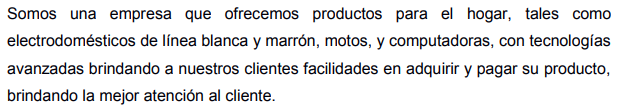 Somos una empresa que ofrecemos productos para el hogar, tales como
electrodomésticos de línea blanca y marrón, motos, y computadoras, con tecnologías
avanzadas brindando a nuestros clientes facilidades en adquirir y pagar su producto,
brindando la mejor atención al cliente.